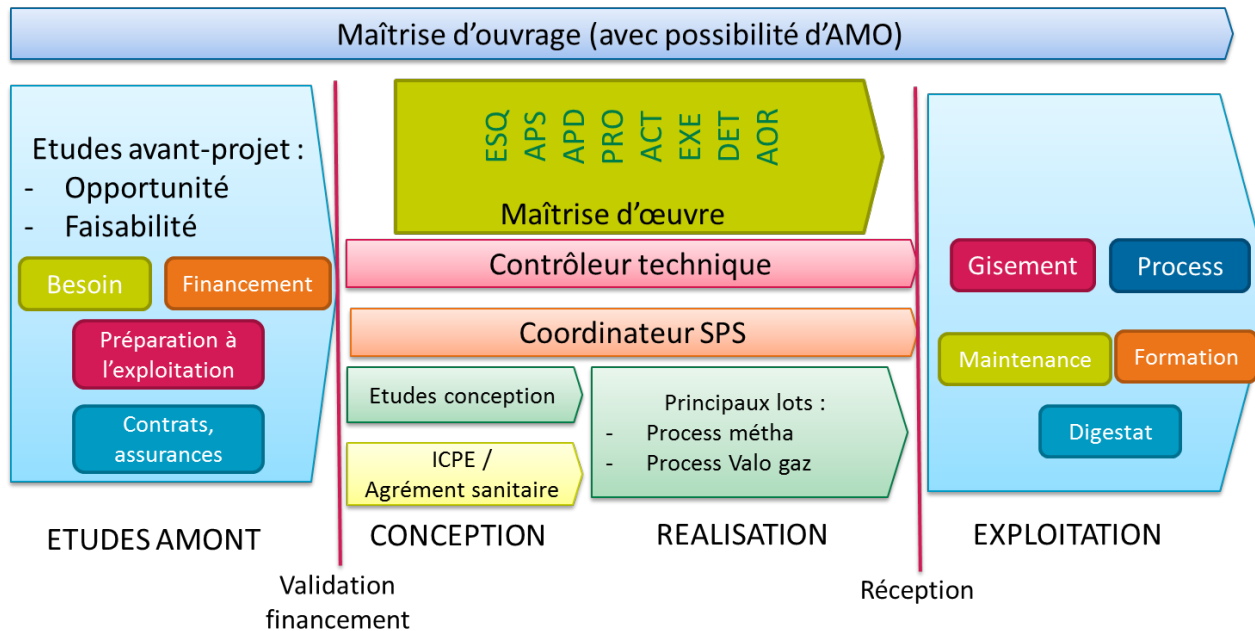 Maîtrise d'ouvrage (avec possibilité d'AMO)
Etudes avant-projet :
- Opportunité
- Faisabilité
Besoin
Financement
Préparation à
l'exploitation
Contrats,
assurances
ETUDES AMONT
ESQ
APS
APD
PRO
ACT
EXE
DET
AOR
Maîtrise d'œuvre
Contrôleur technique
Coordinateur SPS
Etudes conception
ICPE /
Agrément sanitaire
Principaux lots :
- Process métha
- Process Valo gaz
CONCEPTION
REALISATION
Gisement
Process
Maintenance
Formation
Digestat
EXPLOITATION
Validation
financement
Réception